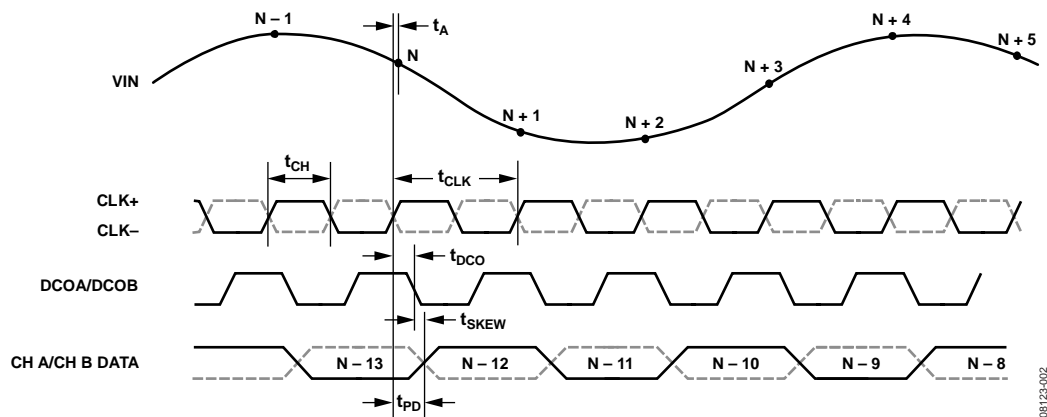 N – 1
tA
N
N + 1
N + 2
N + 3
N + 4
N + 5
VIN
tCH
tCLK
CLK+
CLK–
tDCO
DCOA/DCOB
tSKEW
CH A/CH B DATA
N – 13
N – 12
N – 11
N – 10
N – 9
N – 8
tPD
08123-002